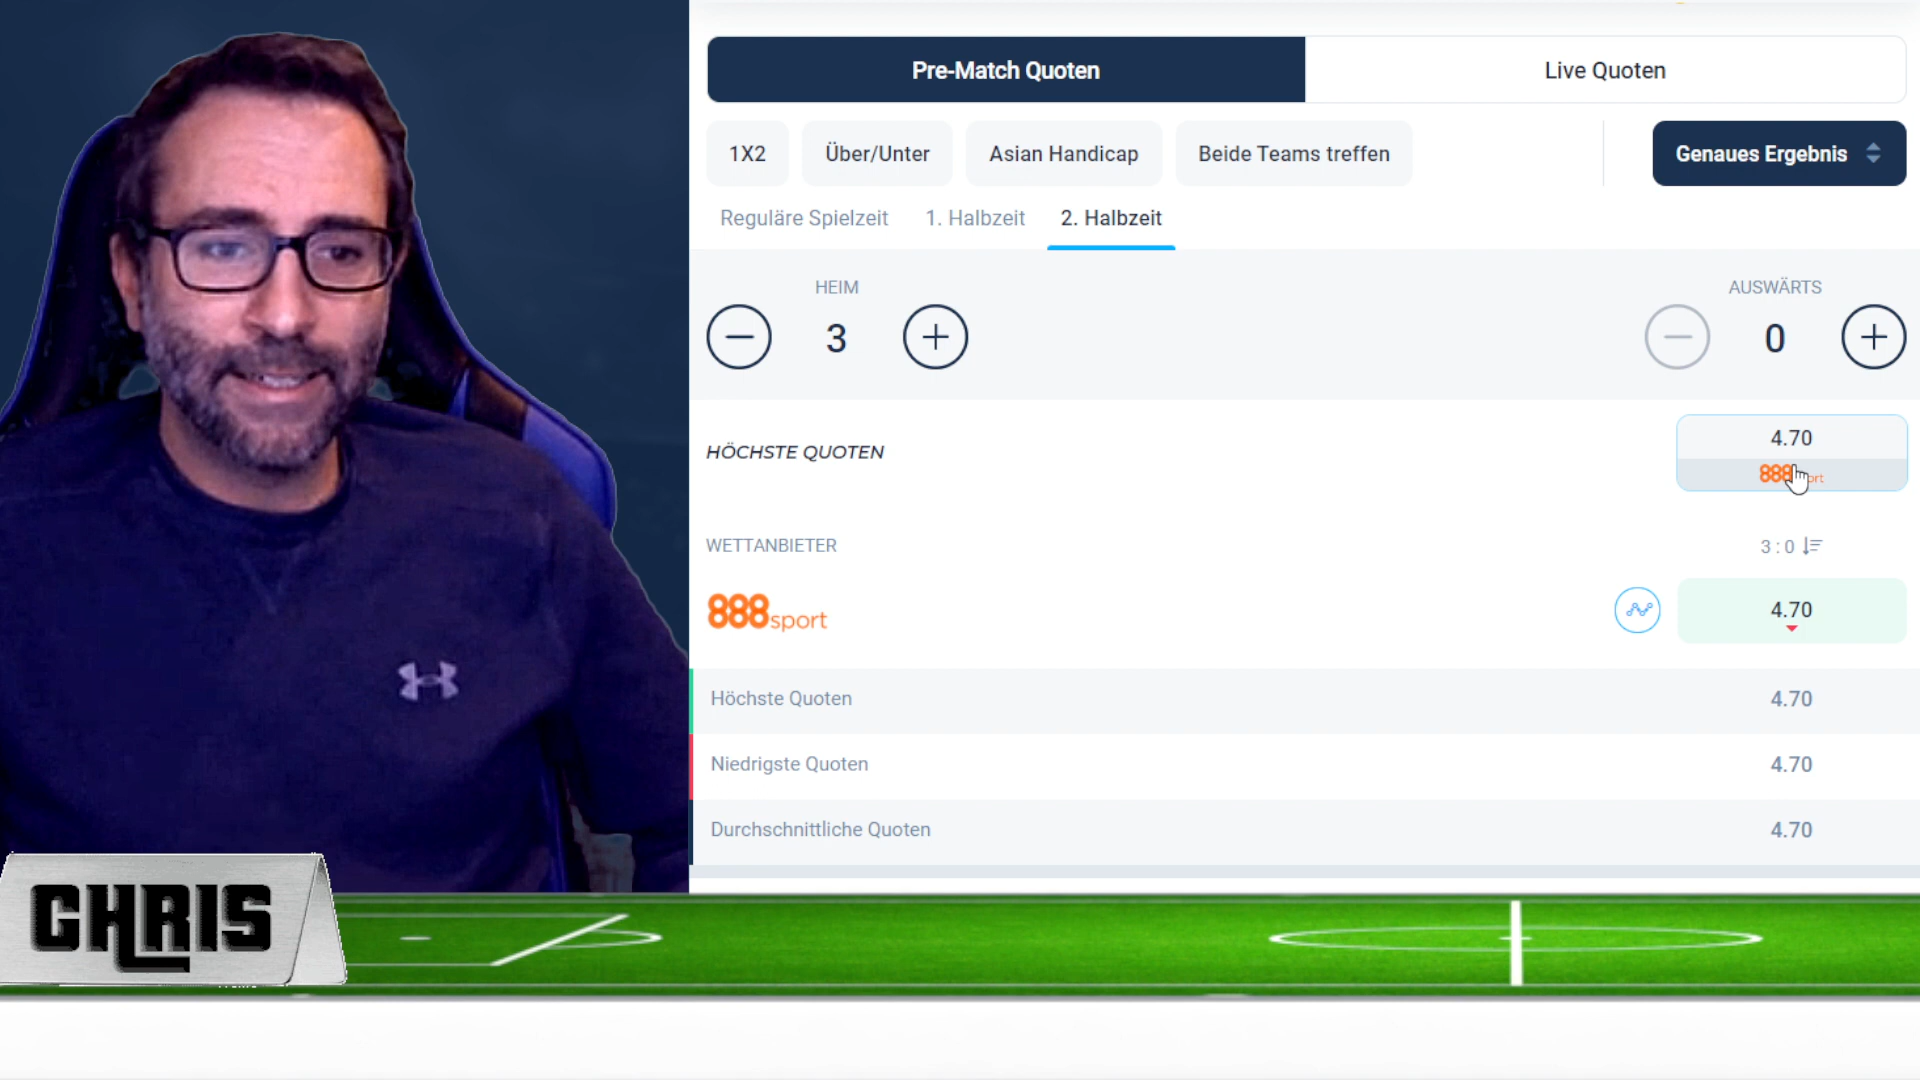 Pre-Match Quoten
Live Quoten
1X2
Über/Unter
Asian Handicap
Beide Teams treffen
Genaues Ergebnis
Reguläre Spielzeit
1. Halbzeit
2. Halbzeit
HEIM
AUSWÄRTS
3
0
HÖCHSTE QUOTEN
4.70
888
WETTANBIETER
3 : 0
888sport
4.70
Höchste Quoten
4.70
Niedrigste Quoten
4.70
Durchschnittliche Quoten
4.70
CHRIS